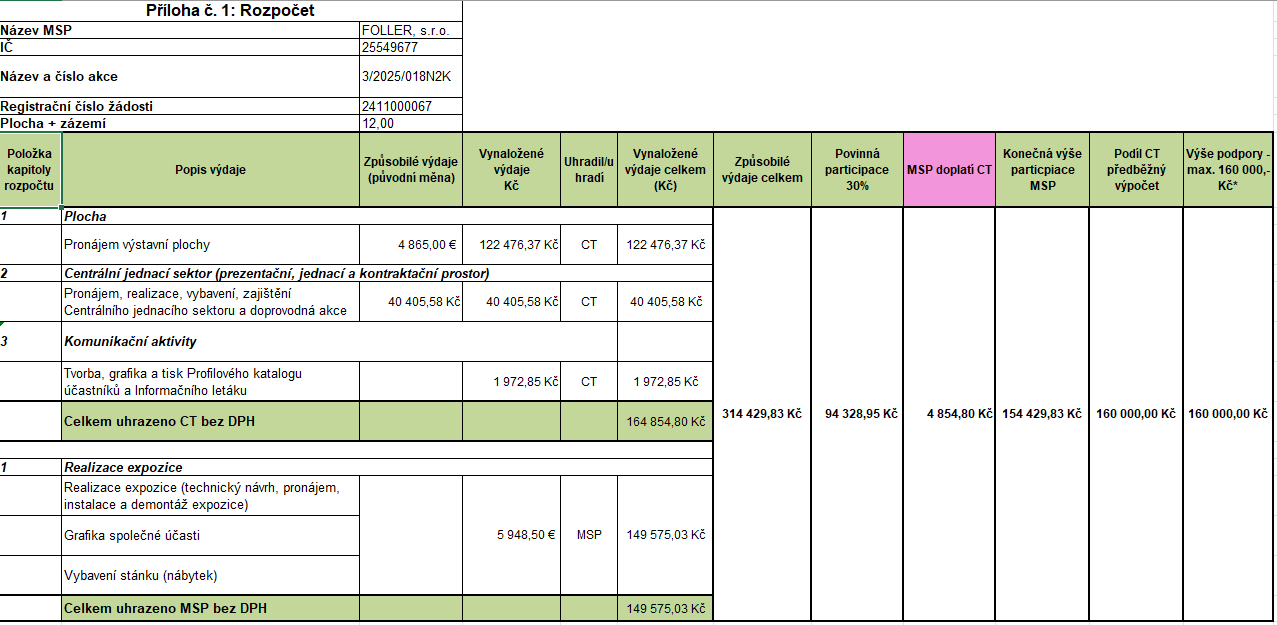 Příloha č. 1: Rozpočet
Název MSP FOLLER, s.r.o.
IČ 25549677
Název a číslo akce 3/2025/018N2K
Registrační číslo žádosti 2411000067
Plocha + zázemí 12,00
Položka kapitoly rozpočtu Popis výdaje Způsobilé výdaje (původní měna) Vynaložené výdaje Kč Uhradil/u hradí Vynaložené výdaje celkem (Kč) Způsobilé výdaje celkem Povinná participace 30% MSP doplatí CT Konečná výše particpiace MSP Podíl CT předběžný výpočet Výše podpory - max. 160 000,- Kč*
1 Plocha
Pronájem výstavní plochy 4 865,00 € 122 476,37 Kč CT 122 476,37 Kč
2 Centrální jednací sektor (prezentační, jednací a kontraktační prostor)
Pronájem, realizace, vybavení, zajištění
Centrálního jednacího sektoru a doprovodná akce 40 405,58 Kč 40 405,58 Kč CT 40 405,58 Kč
3 Komunikační aktivity
Tvorba, grafika a tisk Profilového katalogu
účastníků a Informačního letáku 1 972,85 Kč CT 1 972,85 Kč
314 429,83 Kč 94 328,95 Kč 4 854,80 Kč 154 429,83 Kč 160 000,00 Kč 160 000,00 Kč
Celkem uhrazeno CT bez DPH 164 854,80 Kč
1 Realizace expozice
Realizace expozice (technický návrh, pronájem,
instalace a demontáž expozice)
Grafika společné účasti 5 948,50 € MSP 149 575,03 Kč
Vybavení stánku (nábytek)
Celkem uhrazeno MSP bez DPH 149 575,03 Kč